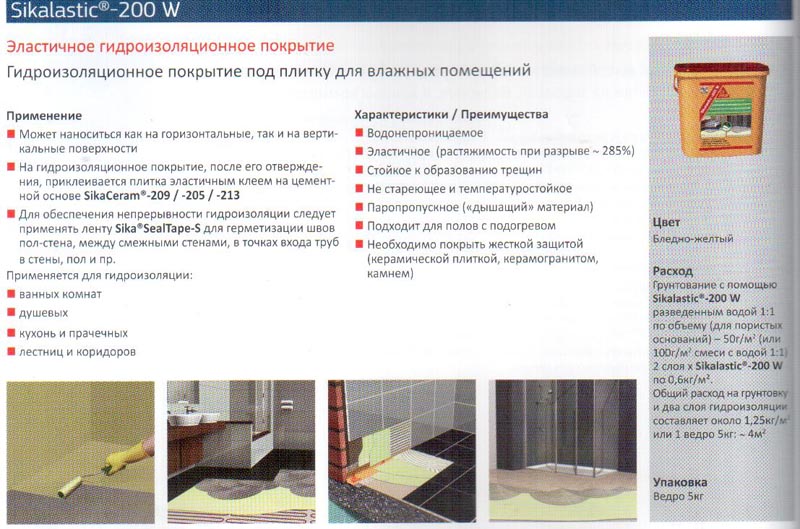 Sikalastic®-200 W
Эластичное гидроизоляционное покрытие
Гидроизоляционное покрытие под плитку для влажных помещений
Применение
Может наноситься как на горизонтальные, так и на верти-
кальные поверхности
На гидроизоляционное покрытие, после его отвержде-
ния, приклеивается плитка эластичным клеем на цемент-
ной основе SikaCeram®-209 / -205 / -213
Для обеспечения непрерывности гидроизоляции следует
применять ленту Sika®SealTape-S для герметизации швов
пол-стена, между смежными стенами, в точках входа труб
в стены, пол и пр.
Применяется для гидроизоляции:
ванных комнат
душевых
кухонь и прачечных
лестниц и коридоров
Характеристики / Преимущества
Водонепроницаемое
Эластичное (растяжимость при разрыве ~ 285%)
Стойкое к образованию трещин
Не стареющее и температуростойкое
Паропропускное («дышащий» материал)
Подходит для полов с подогревом
Необходимо покрыть жесткой защитой
(керамической плиткой, керамогранитом,
камнем)
Цвет
Бледно-желтый
Расход
Грунтование с помощью
Sikalastic®-200 W
разведенным водой 1:1
по объему (для пористых
оснований) – 50г/м² (или
100г/м² смеси с водой 1:1)
2 слоя х Sikalastic®-200 W
по 0,6кг/м².
Общий расход на грунтовку
и два слоя гидроизоляции
составляет около 1,25кг/м²
или 1 ведро 5кг: ~ 4м²
Упаковка
Ведро 5кг